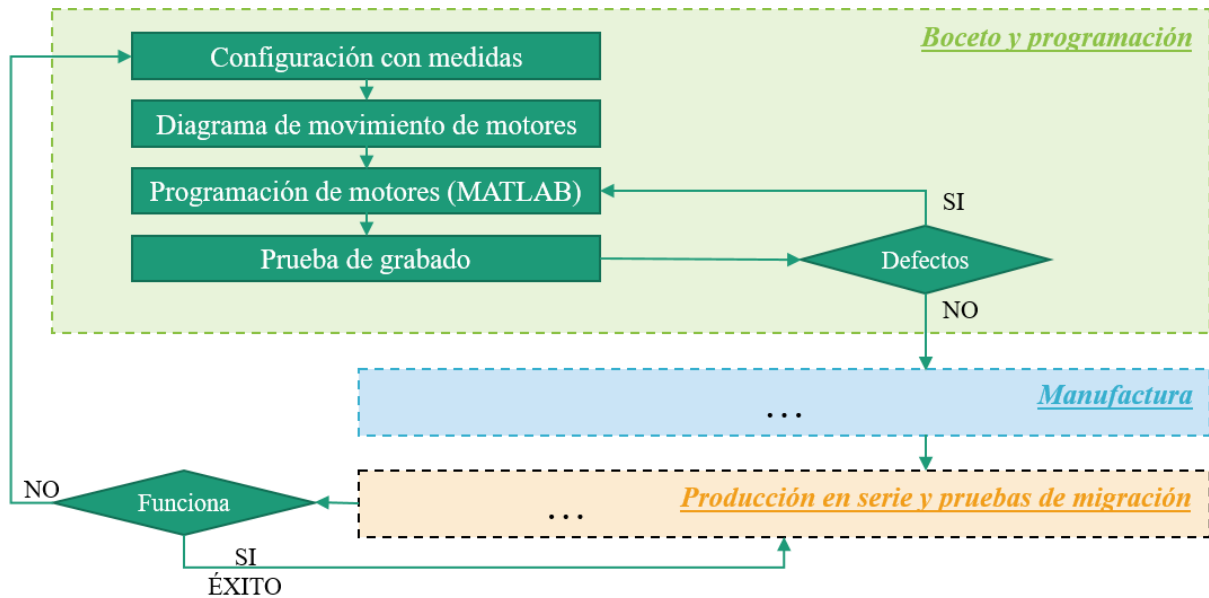 Boceto y programación
Configuración con medidas
Diagrama de movimiento de motores
Programación de motores (MATLAB)
SI
Prueba de grabado
Defectos
NO
Manufactura
...
Producción en serie y pruebas de migración
...
NO
Funciona
SI
ÉXITO